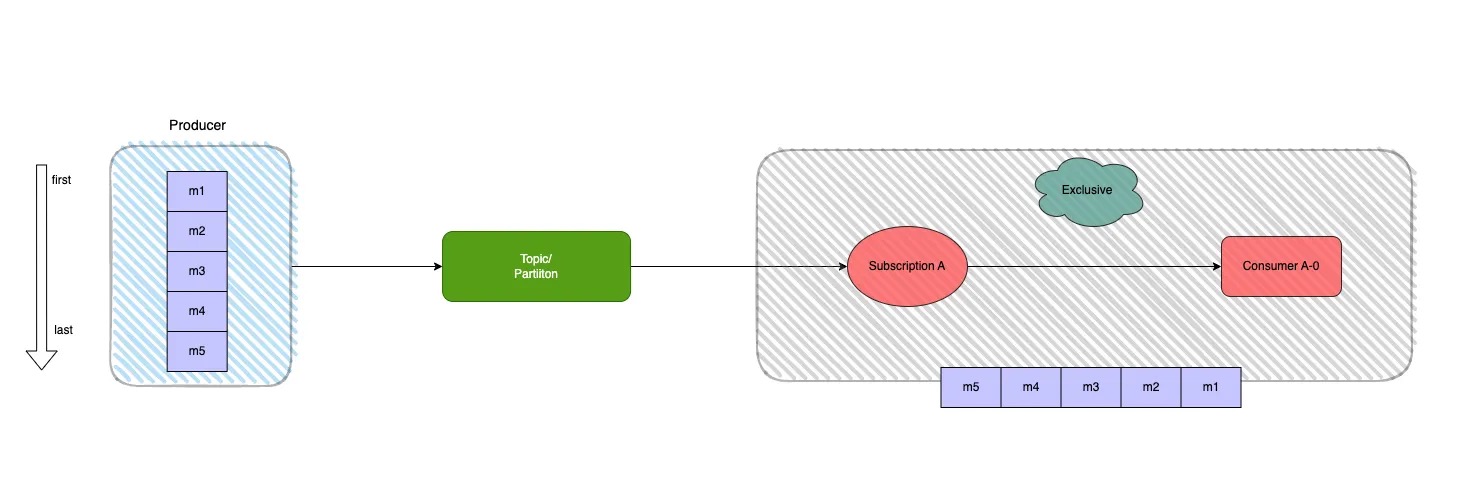 Producer
first
m1
m2
m3
m4
last
m5
Topic/
Partiiton
Exclusive
Subscription A
Consumer A-0
m5 m4 m3 m2 m1